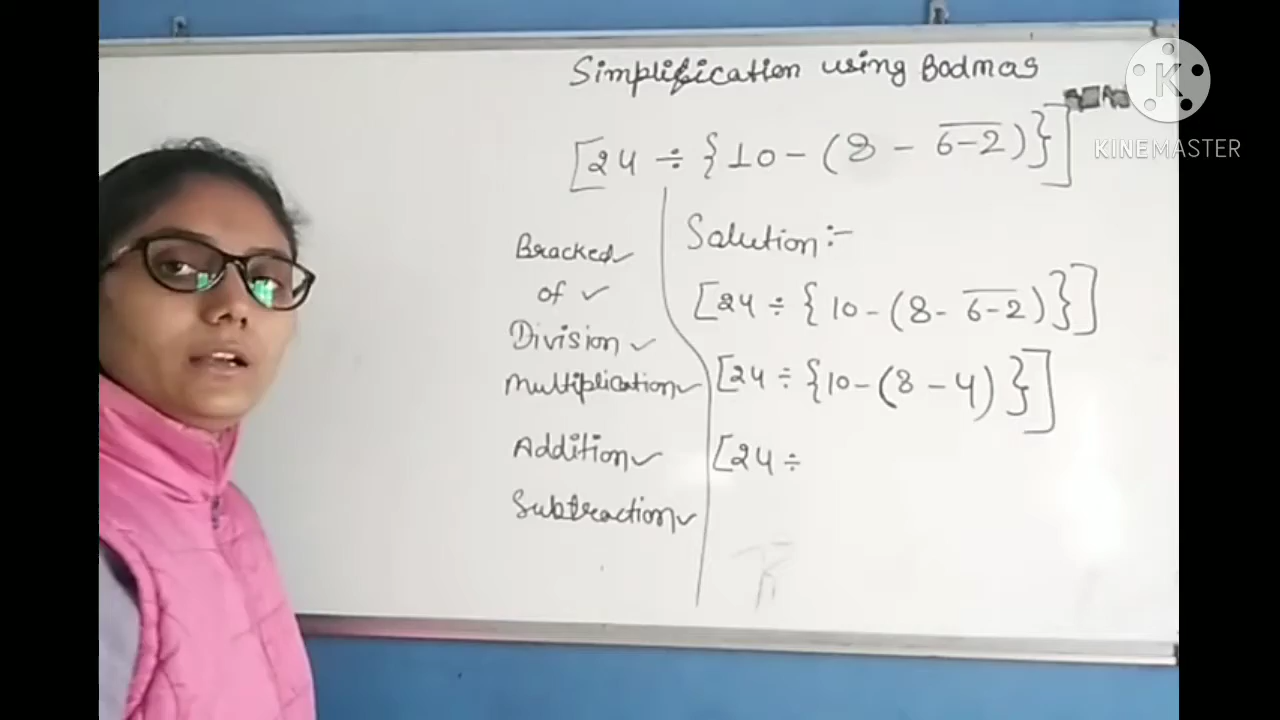 Simplification using Bodmas
[24 ÷ {10 - (8 - 6̅-̅2̅)}]
Bracked ✓
of ✓
Division ✓
Multiplication ✓
Addition ✓
Subtraction ✓
Solution :-
[24 ÷ {10 - (8 - 6̅-̅2̅)}]
[24 ÷ {10 - (8 - 4)}]
[24 ÷
K
KINEMASTER